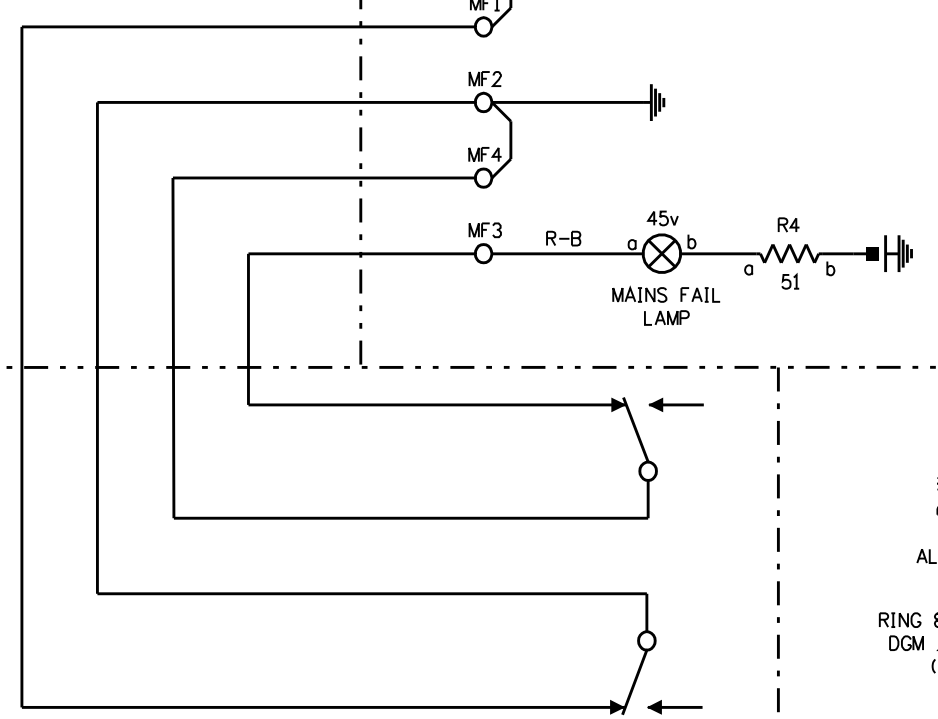 MF1
MF2
MF4
MF3
R-B
a
45v
b
R4
a
51
b
MAINS FAIL
LAMP
AL
RING &
DGM
(